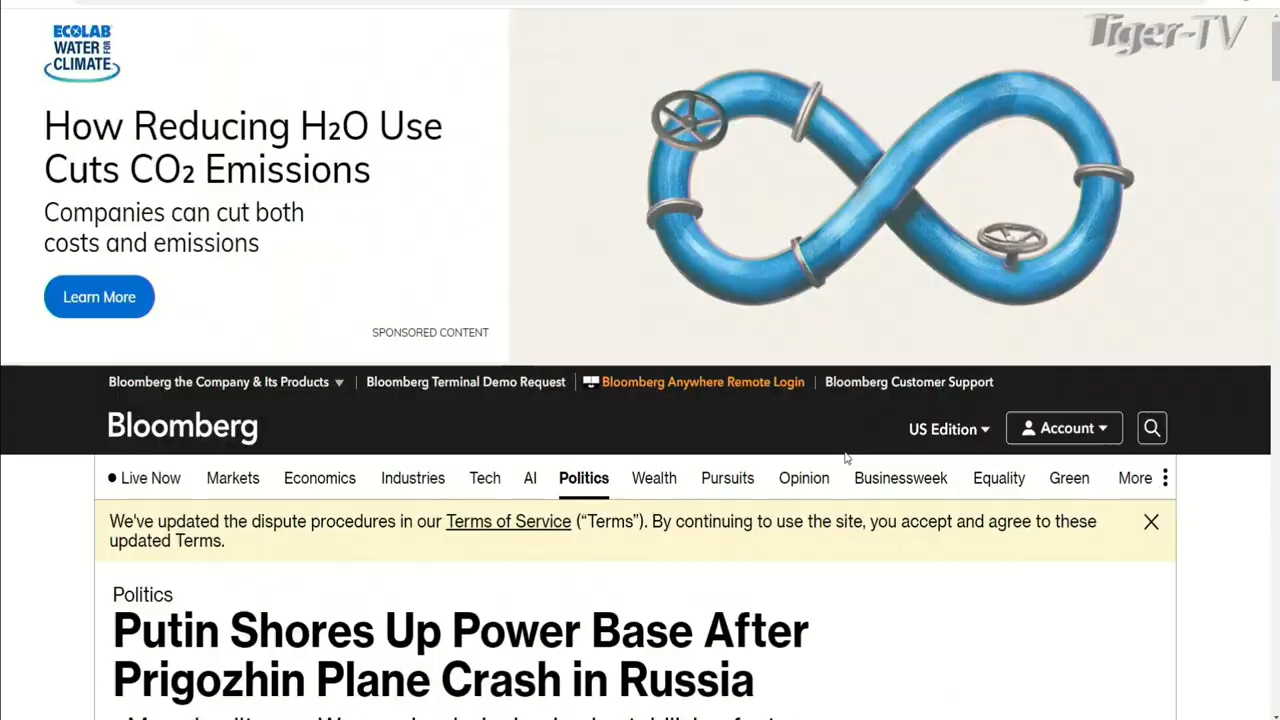 Tiger-TV
ECOLAB
WATER FOR
CLIMATE
How Reducing H₂O Use
Cuts CO₂ Emissions
Companies can cut both
costs and emissions
Learn More
SPONSORED CONTENT
Bloomberg the Company & Its Products
Bloomberg Terminal Demo Request
Bloomberg Anywhere Remote Login
Bloomberg Customer Support
Bloomberg
US Edition
Account
Live Now Markets Economics Industries Tech AI Politics Wealth Pursuits Opinion Businessweek Equality Green More
We've updated the dispute procedures in our Terms of Service (“Terms”). By continuing to use the site, you accept and agree to these
updated Terms.
Politics
Putin Shores Up Power Base After
Prigozhin Plane Crash in Russia